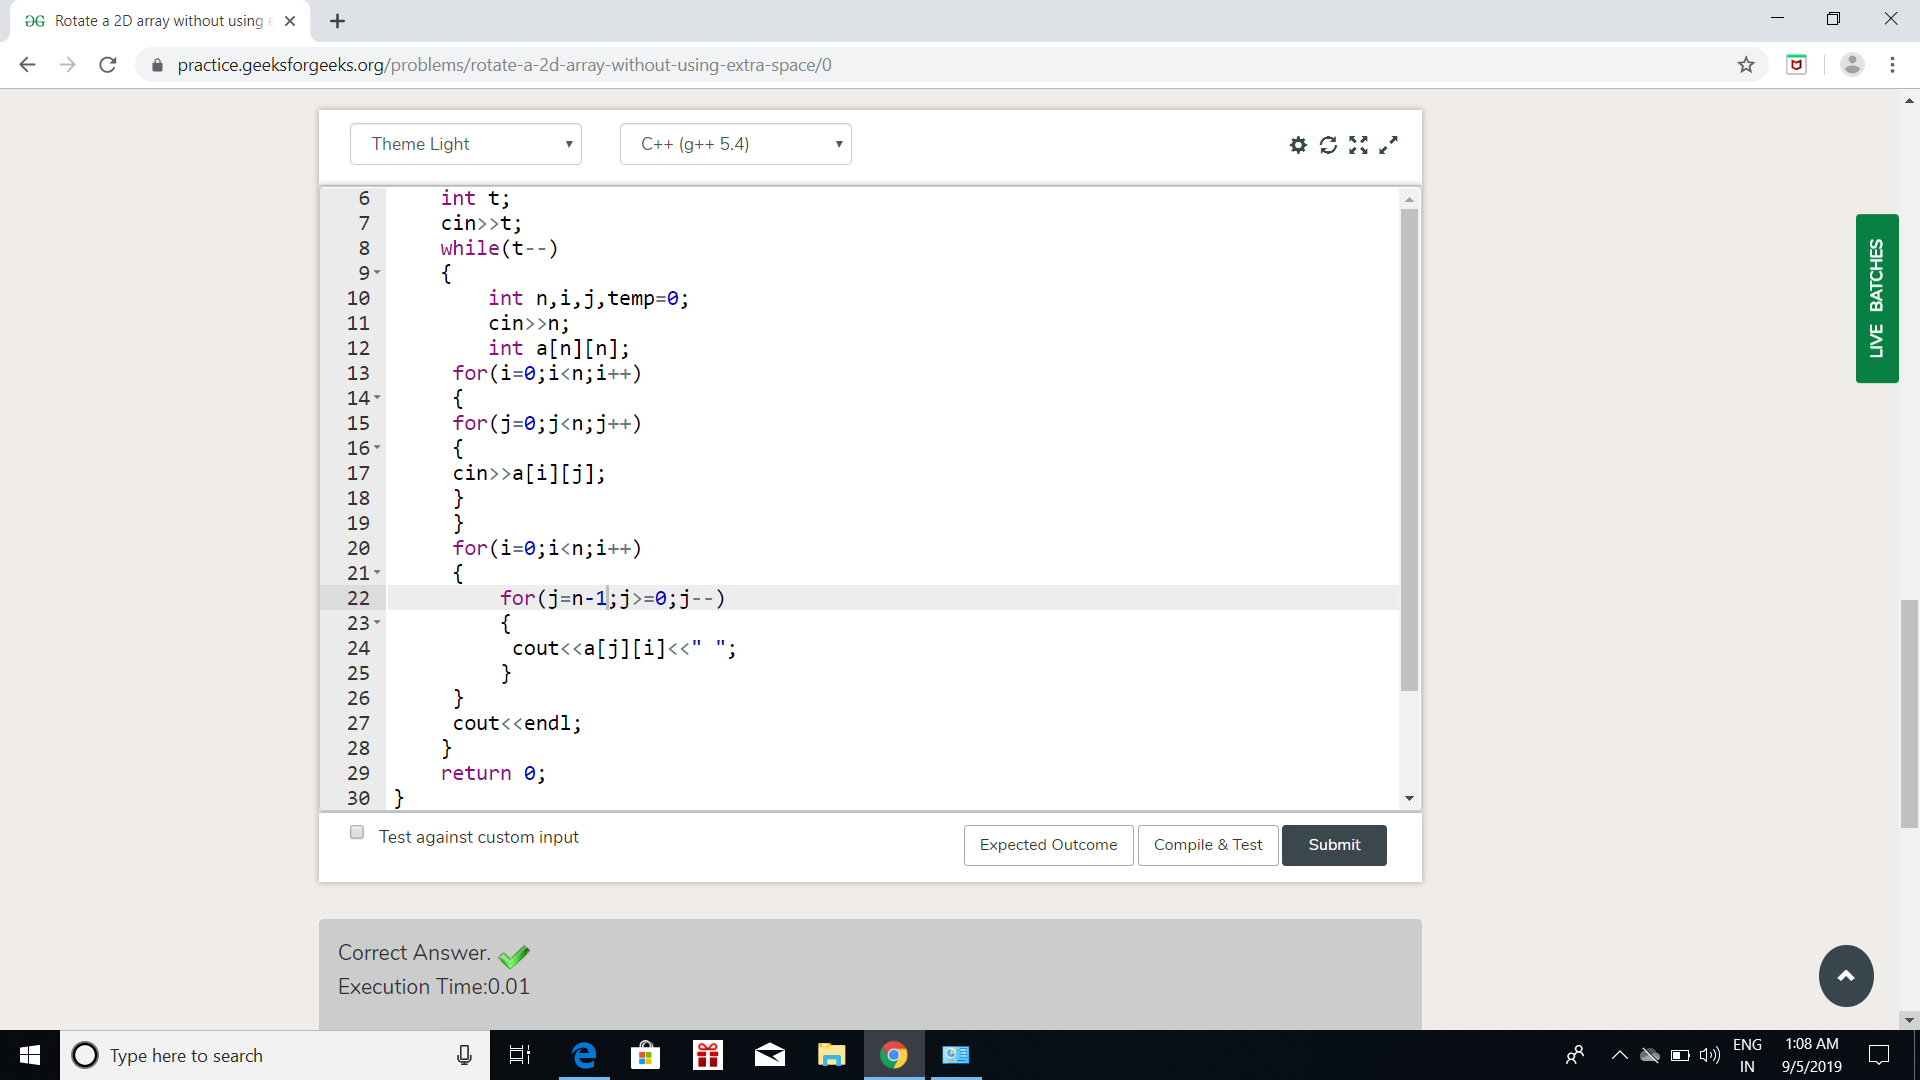 Rotate a 2D array without using e
practice.geeksforgeeks.org/problems/rotate-a-2d-array-without-using-extra-space/0
Theme Light
C++ (g++ 5.4)
6 int t;
7 cin>>t;
8 while(t--)
9 {
10 int n,i,j,temp=0;
11 cin>>n;
12 int a[n][n];
13 for(i=0;i<n;i++)
14 {
15 for(j=0;j<n;j++)
16 {
17 cin>>a[i][j];
18 }
19 }
20 for(i=0;i<n;i++)
21 {
22 for(j=n-1;j>=0;j--)
23 {
24 cout<<a[j][i]<<" ";
25 }
26 }
27 cout<<endl;
28 }
29 return 0;
30 }
LIVE BATCHES
Test against custom input
Expected Outcome
Compile & Test
Submit
Correct Answer.
Execution Time:0.01
Type here to search
ENG
IN
1:08 AM
9/5/2019